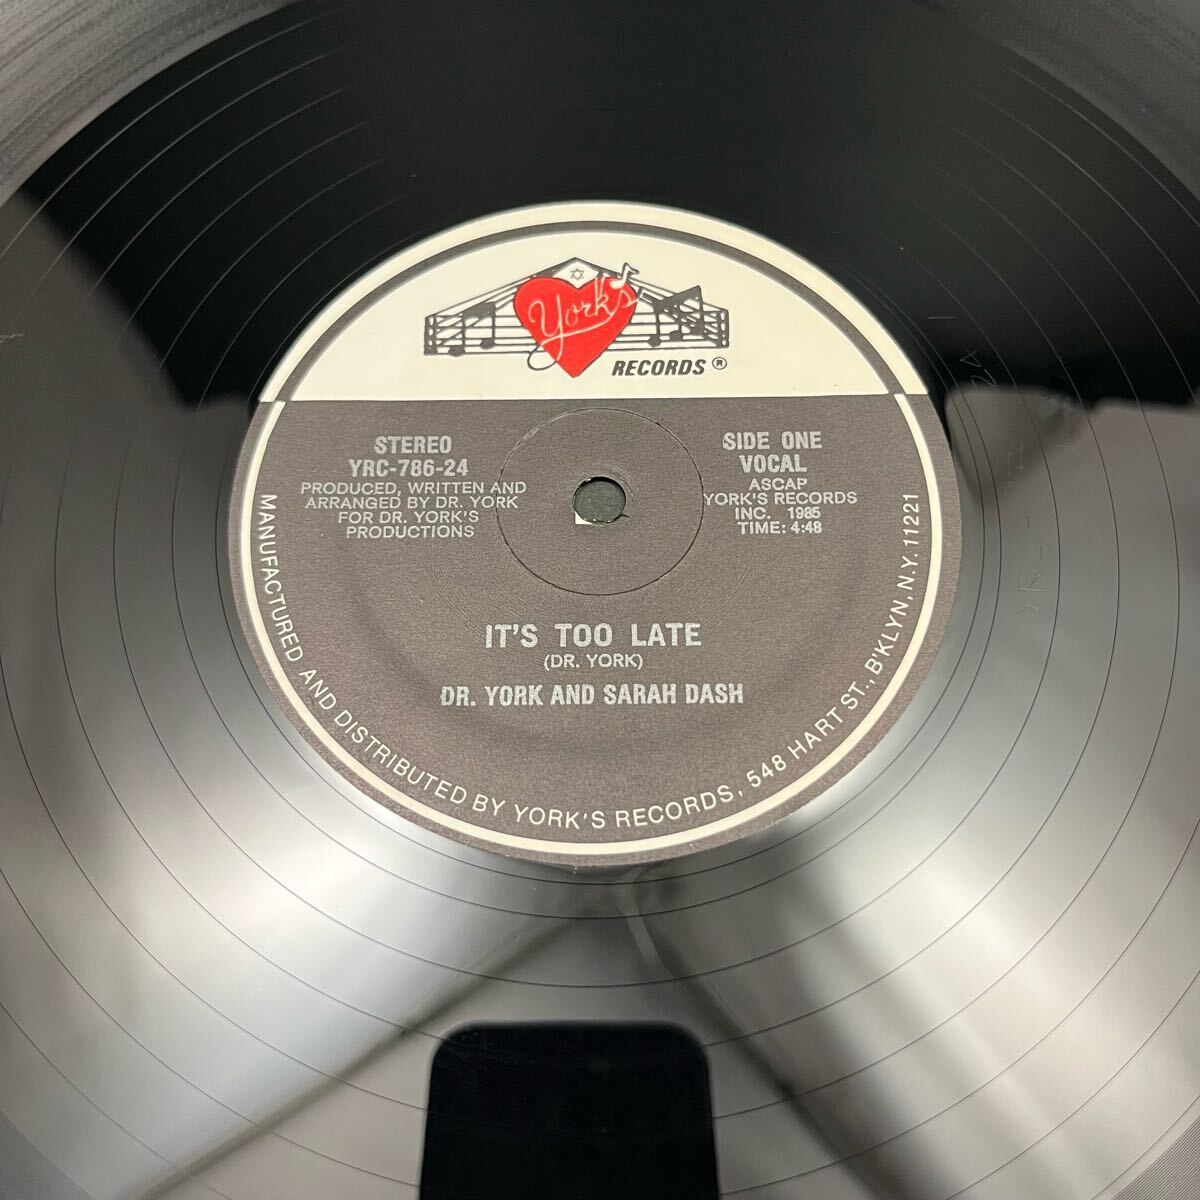 York's
RECORDS ®
STEREO
YRC-786-24
PRODUCED, WRITTEN AND
ARRANGED BY DR. YORK
FOR DR. YORK'S
PRODUCTIONS
SIDE ONE
VOCAL
ASCAP
YORK'S RECORDS
INC. 1985
TIME: 4:48
IT'S TOO LATE
(DR. YORK)
DR. YORK AND SARAH DASH
MANUFACTURED AND DISTRIBUTED BY YORK'S RECORDS, 548 HART ST., B'KLYN, N.Y. 11221